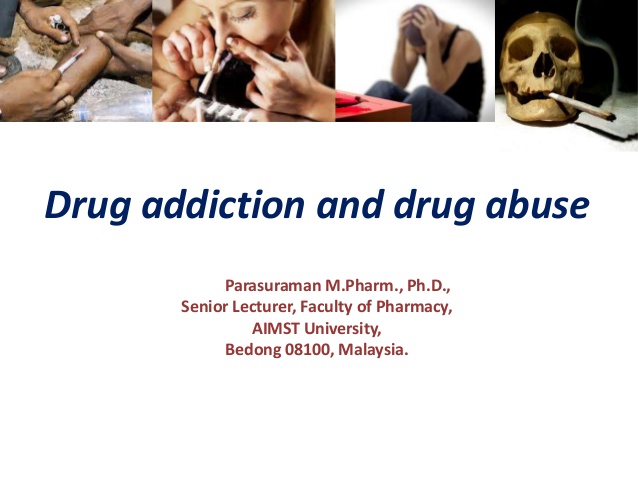 Drug addiction and drug abuse
Parasuraman M.Pharm., Ph.D.,
Senior Lecturer, Faculty of Pharmacy,
AIMST University,
Bedong 08100, Malaysia.